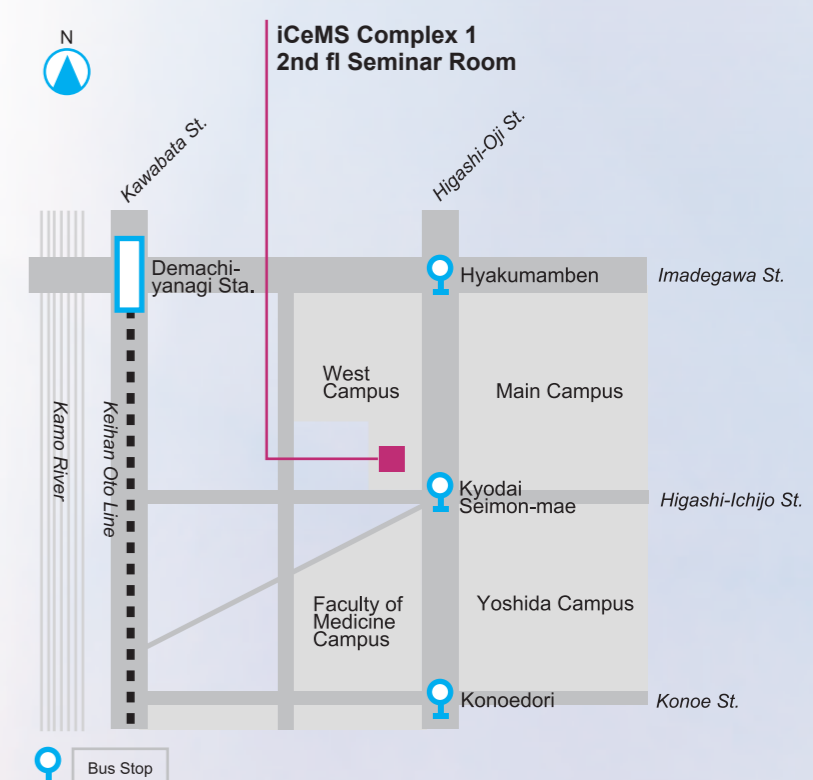 iCeMS Complex 1
2nd fl Seminar Room
N
Kawabata St.
Higashi-Oji St.
Demachi-
yanagi Sta.
Hyakumamben
Imadegawa St.
West
Campus
Main Campus
Kamo River
Keihan Oto Line
Kyodai
Seimon-mae
Higashi-Ichijo St.
Faculty of
Medicine
Campus
Yoshida Campus
Konoedori
Konoe St.
Bus Stop